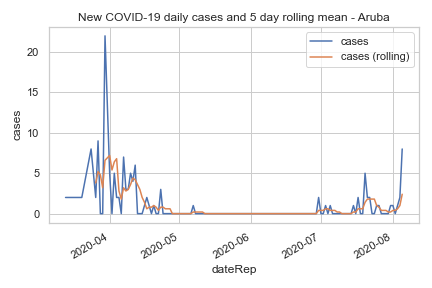 New COVID-19 daily cases and 5 day rolling mean - Aruba
cases
cases (rolling)
20
15
10
5
0
cases
2020-04
2020-05
2020-06
2020-07
2020-08
dateRep